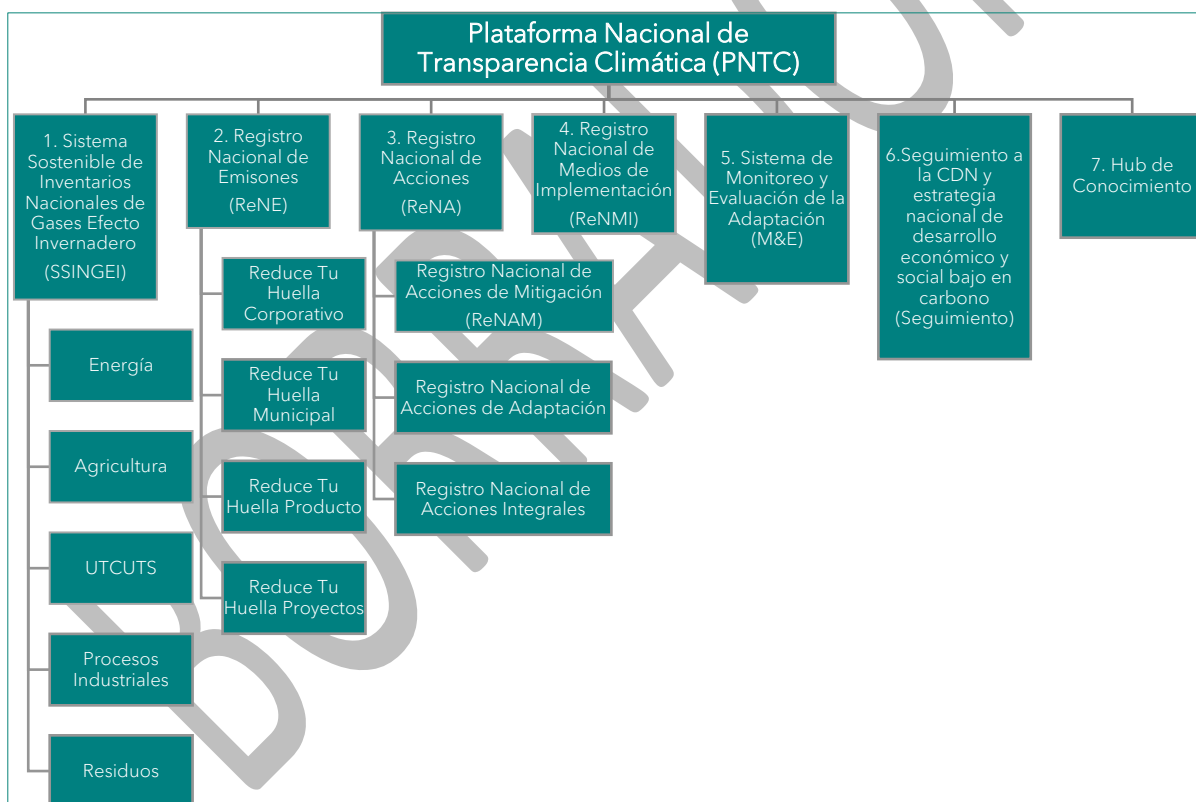 Plataforma Nacional de
Transparencia Climática (PNTC)
1. Sistema
Sostenible de
Inventarios
Nacionales de
Gases Efecto
Invernadero
(SSINGEI)
Energía
Agricultura
UTCUTS
Procesos
Industriales
Residuos
2. Registro
Nacional de
Emisones
(ReNE)
Reduce Tu
Huella
Corporativo
Reduce Tu
Huella
Municipal
Reduce Tu
Huella Producto
Reduce Tu
Huella Proyectos
3. Registro
Nacional de
Acciones
(ReNA)
Registro Nacional de
Acciones de Mitigación
(ReNAM)
Registro Nacional de
Acciones de Adaptación
Registro Nacional de
Acciones Integrales
4. Registro
Nacional de
Medios de
Implementación
(ReNMI)
5. Sistema de
Monitoreo y
Evaluación de la
Adaptación
(M&E)
6.Seguimiento a
la CDN y
estrategia
nacional de
desarrollo
económico y
social bajo en
carbono
(Seguimiento)
7. Hub de
Conocimiento